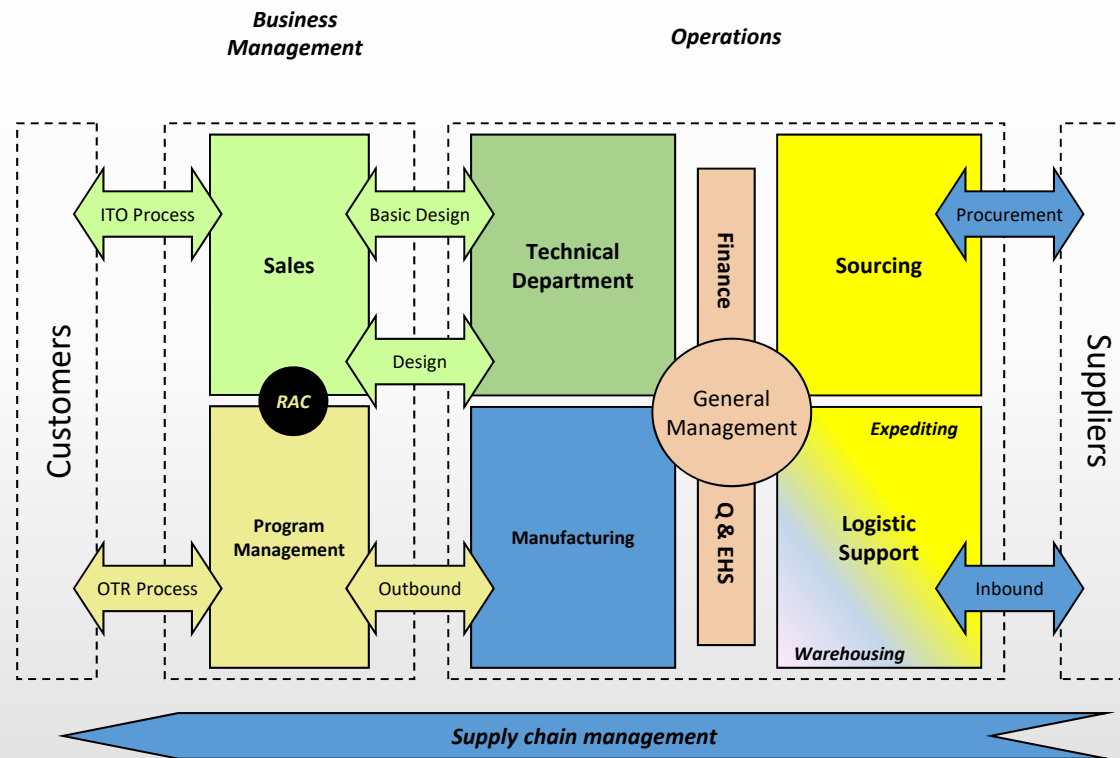 Business
Management
Operations
ITO Process
Basic Design
Procurement
Sales
Technical
Department
Finance
Sourcing
Customers
Design
Suppliers
RAC
General
Management
Expediting
Program
Management
Manufacturing
Q & EHS
Logistic
Support
OTR Process
Outbound
Inbound
Warehousing
Supply chain management